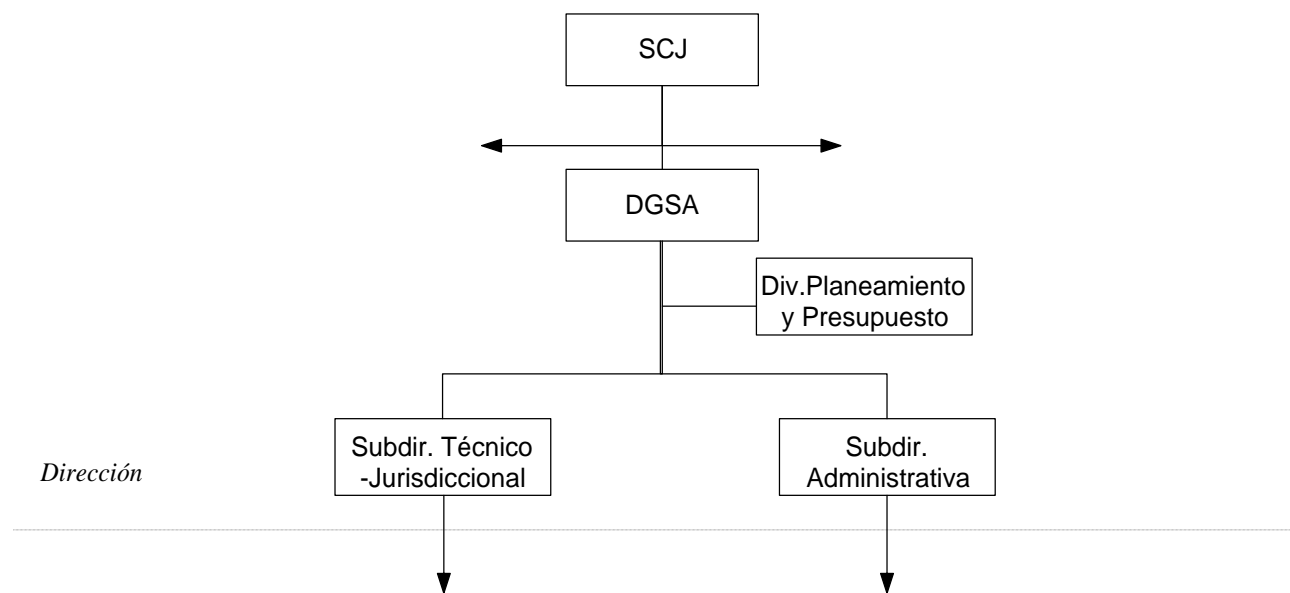 SCJ
DGSA
Div.Planeamiento
y Presupuesto
Subdir. Técnico
-Jurisdiccional
Subdir.
Administrativa
Dirección